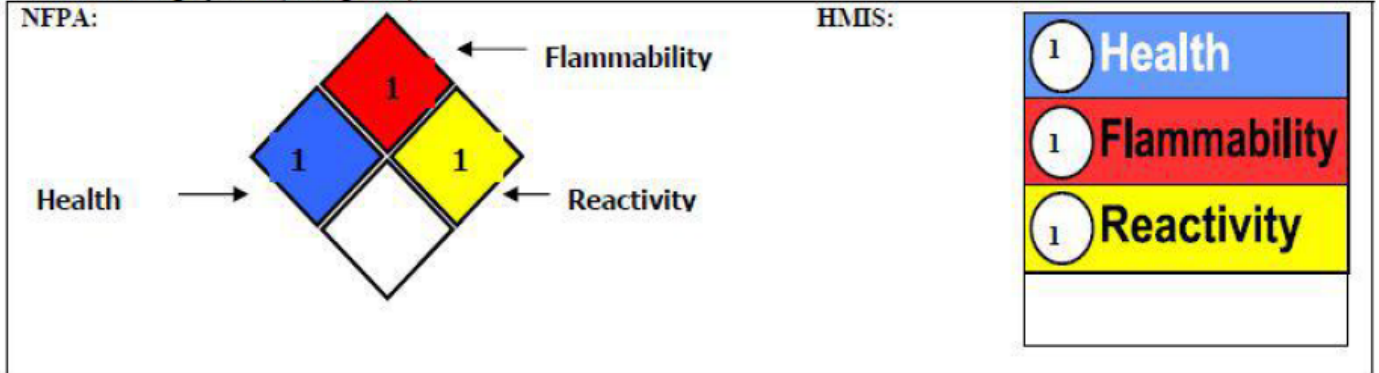 NFPA:
HMIS:
1
Flammability
1
1
Health
Reactivity
1 Health
1 Flammability
1 Reactivity